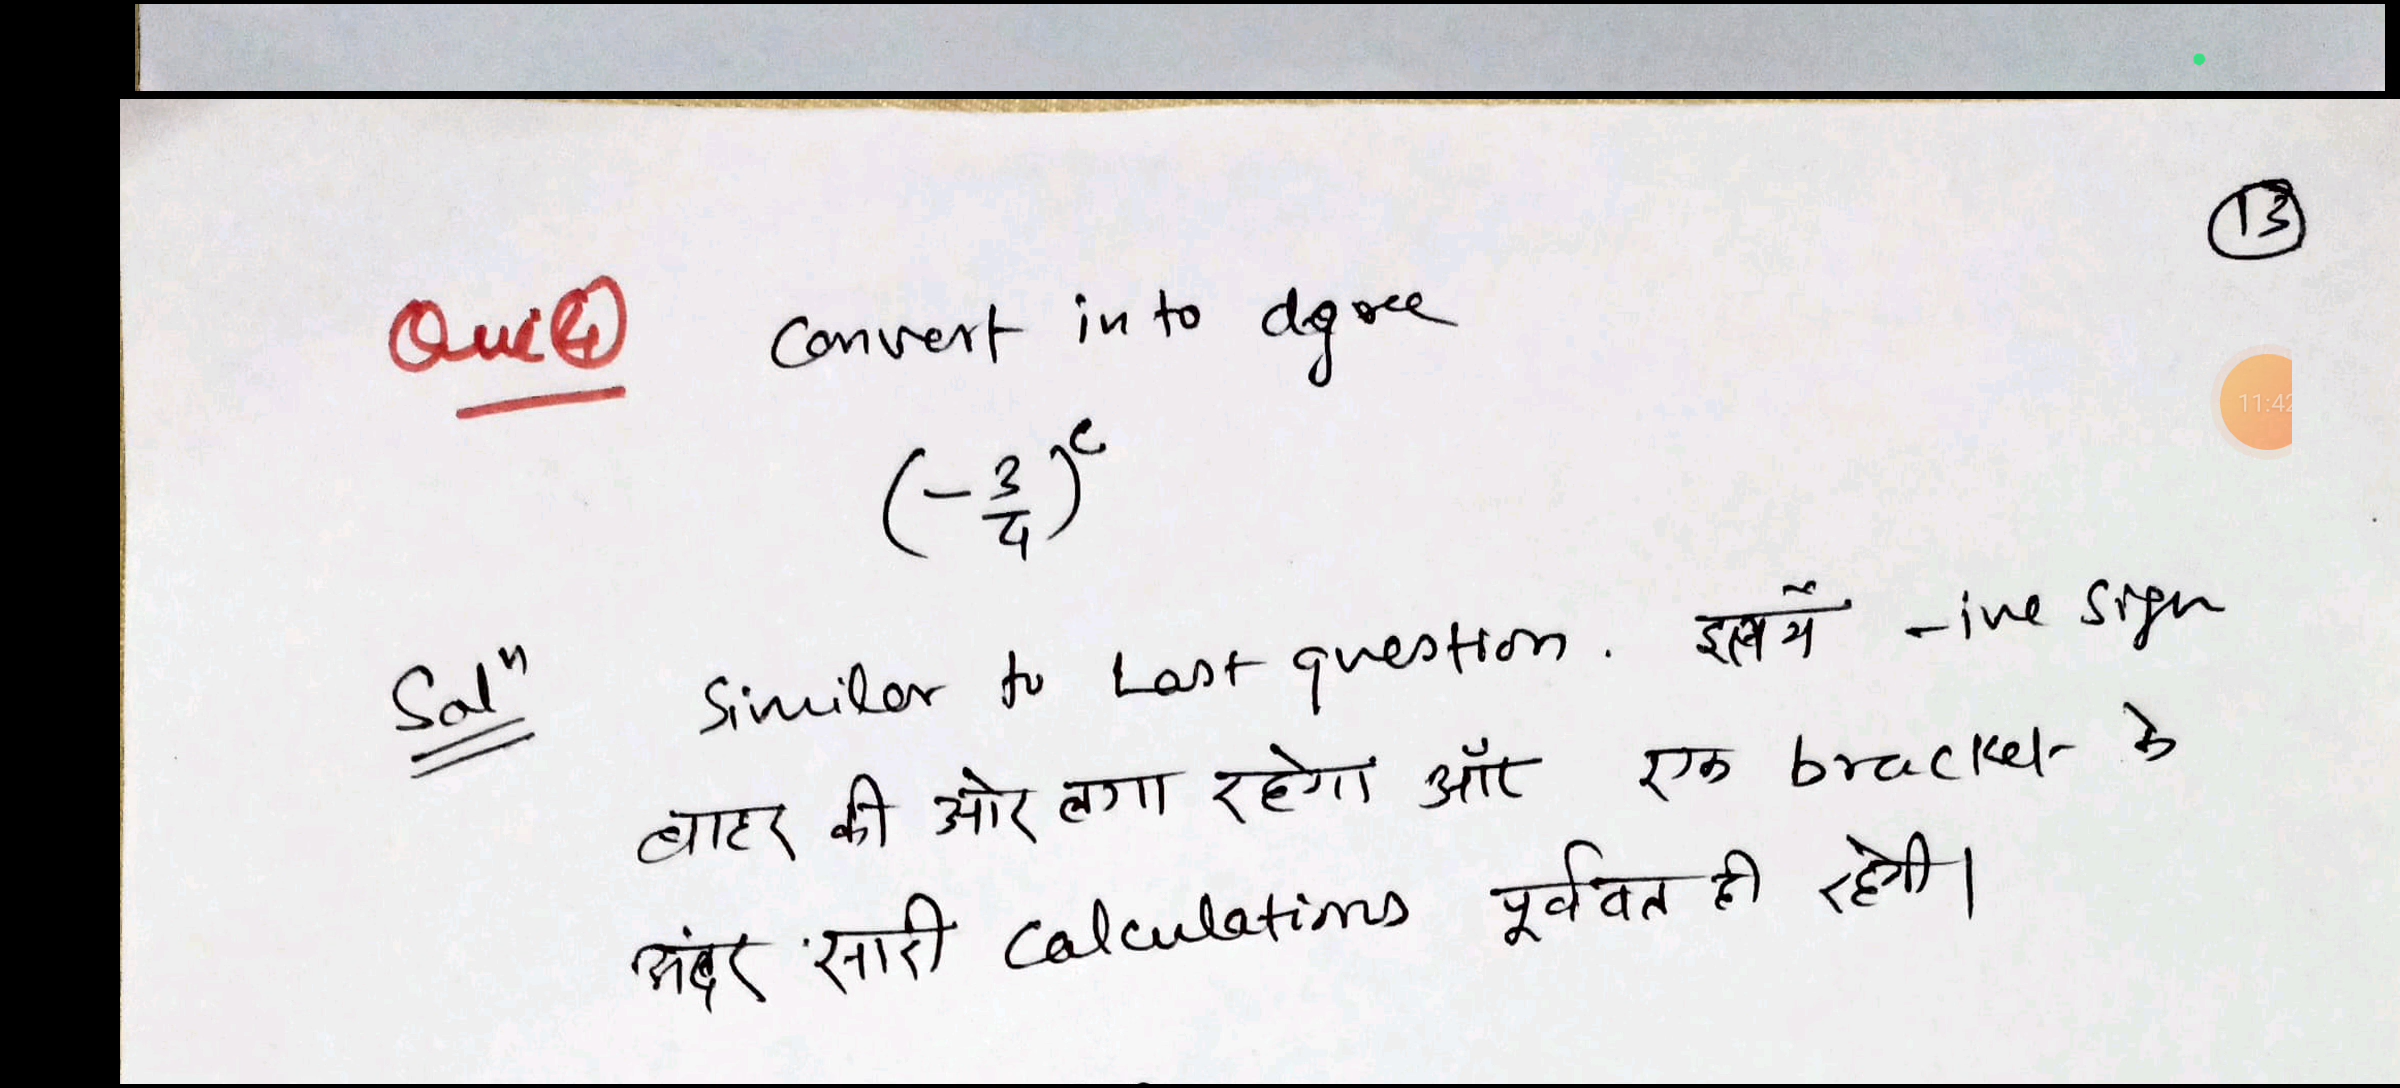 13
Que 4 Convert in to dgree
(-3/4)^c
11:42
Solⁿ Similar to Last question. इसमें -ive sign
बाहर की ओर लगा रहेगा और एक bracket के
अंदर सारी calculations पूर्ववत ही रहेगी।